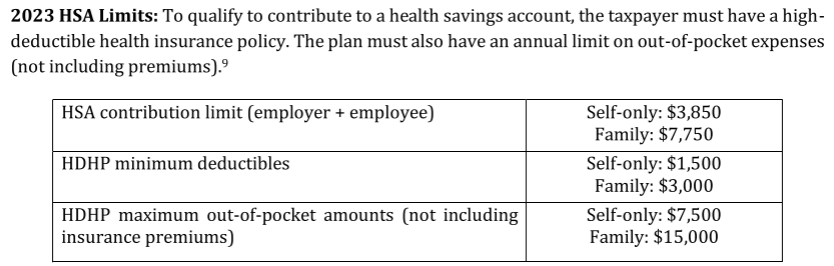 2023 HSA Limits: To qualify to contribute to a health savings account, the taxpayer must have a high-
deductible health insurance policy. The plan must also have an annual limit on out-of-pocket expenses
(not including premiums).⁹
HSA contribution limit (employer + employee)
Self-only: $3,850
Family: $7,750
HDHP minimum deductibles
Self-only: $1,500
Family: $3,000
HDHP maximum out-of-pocket amounts (not including
insurance premiums)
Self-only: $7,500
Family: $15,000